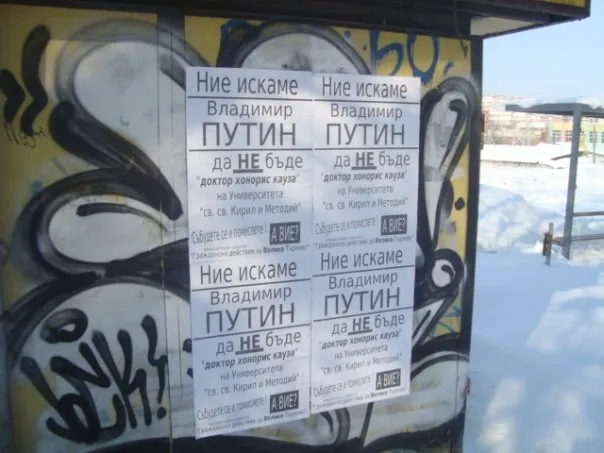 Ние искаме
Владимир
ПУТИН
да НЕ бъде
"доктор хонорис кауза"
на Университета
"св. св. Кирил и Методий"
Събудете се и помислете! А ВИЕ?
"Гражданско действие за Велико Търново"
Ние искаме
Владимир
ПУТИН
да НЕ бъде
"доктор хонорис кауза"
на Университета
"св. св. Кирил и Методий"
Събудете се и помислете! А ВИЕ?
"Гражданско действие за Велико Търново"
Ние искаме
Владимир
ПУТИН
да НЕ бъде
"доктор хонорис кауза"
на Университета
"св. св. Кирил и Методий"
Събудете се и помислете! А ВИЕ?
"Гражданско действие за Велико Търново"
Ние искаме
Владимир
ПУТИН
да НЕ бъде
"доктор хонорис кауза"
на Университета
"св. св. Кирил и Методий"
Събудете се и помислете! А ВИЕ?
"Гражданско действие за Велико Търново"